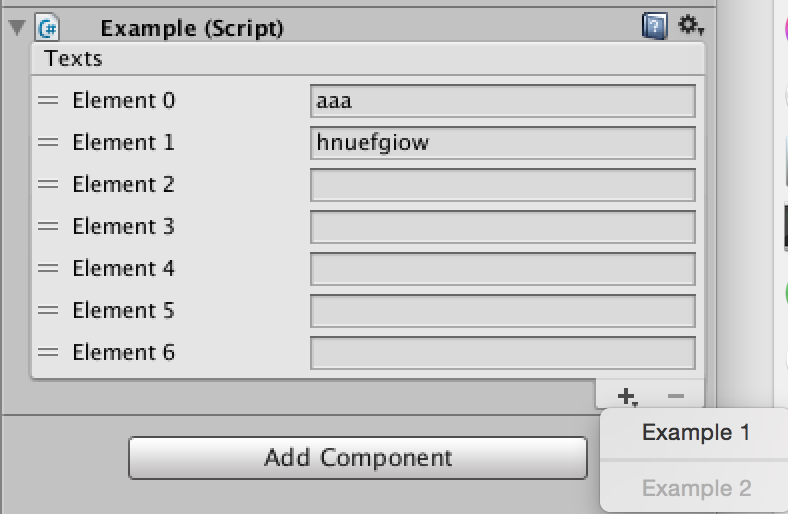 C# Example (Script)
Texts
Element 0 aaa
Element 1 hnuefgiow
Element 2
Element 3
Element 4
Element 5
Element 6
+ −
Add Component
Example 1
Example 2